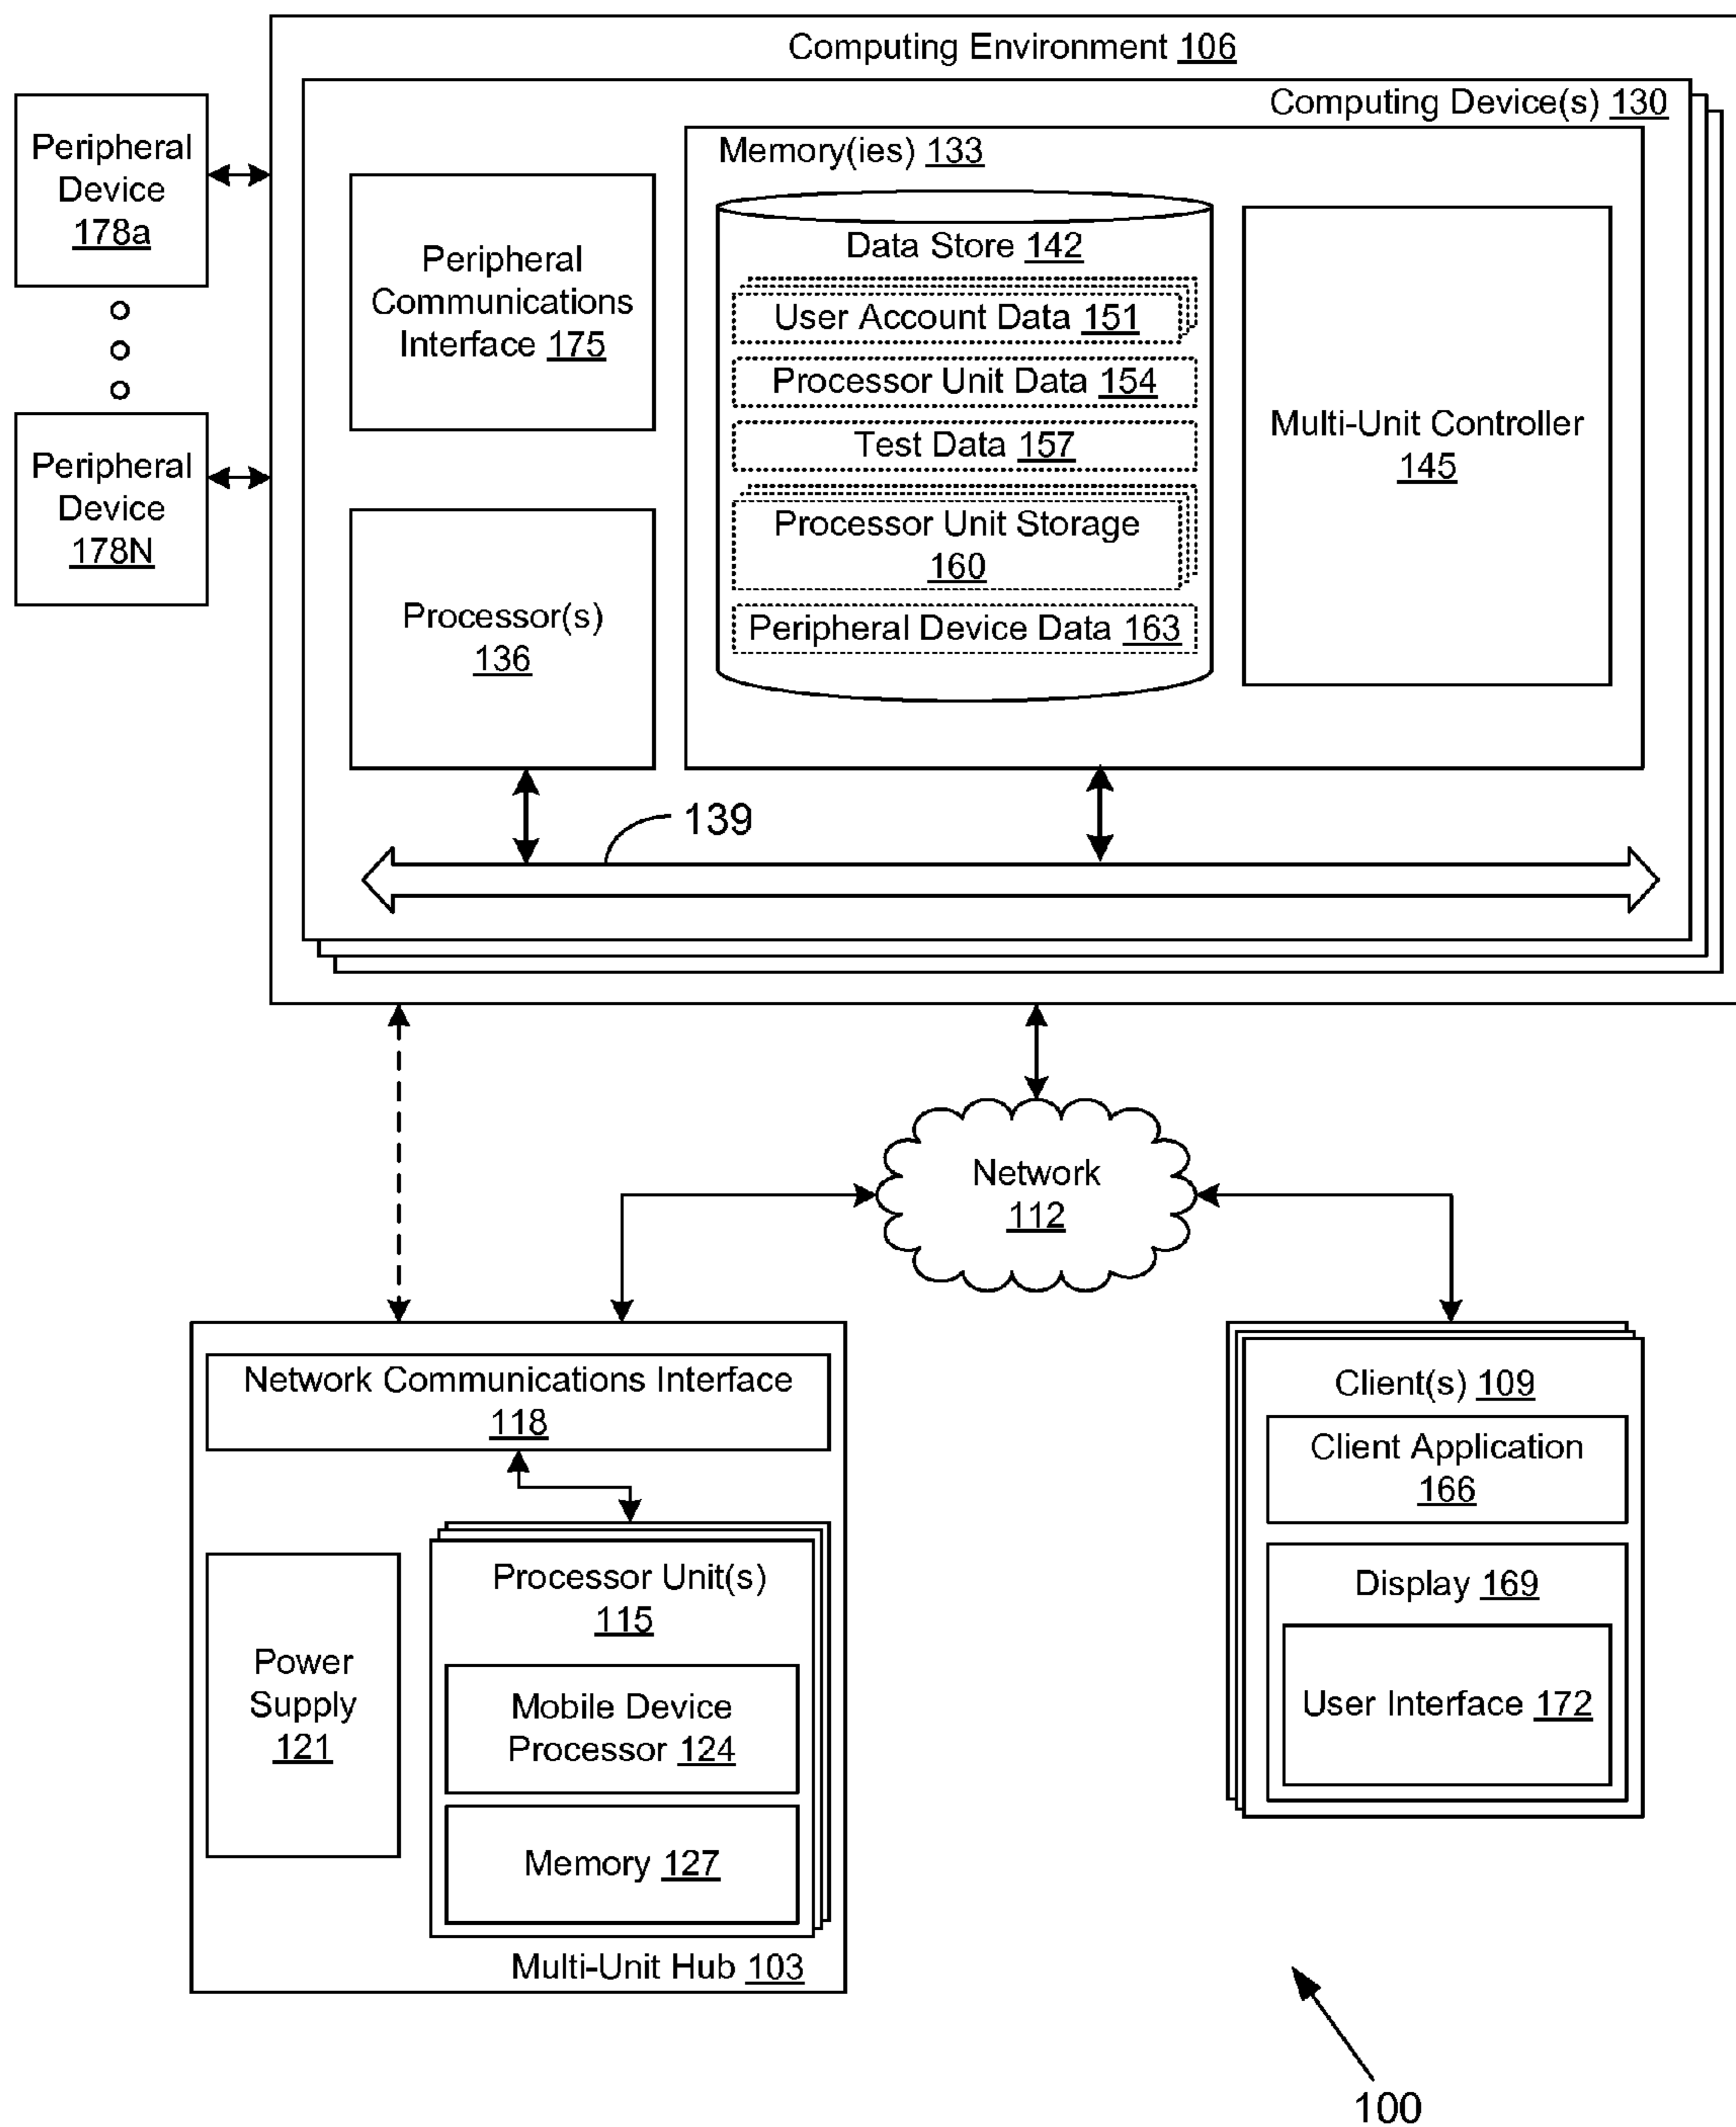 Computing Environment 106
Computing Device(s) 130
Peripheral
Device
178a
Peripheral
Device
178N
Peripheral
Communications
Interface 175
Processor(s)
136
Memory(ies) 133
Data Store 142
User Account Data 151
Processor Unit Data 154
Test Data 157
Processor Unit Storage
160
Peripheral Device Data 163
Multi-Unit Controller
145
139
Network
112
Network Communications Interface
118
Power
Supply
121
Processor Unit(s)
115
Mobile Device
Processor 124
Memory 127
Multi-Unit Hub 103
Client(s) 109
Client Application
166
Display 169
User Interface 172
100